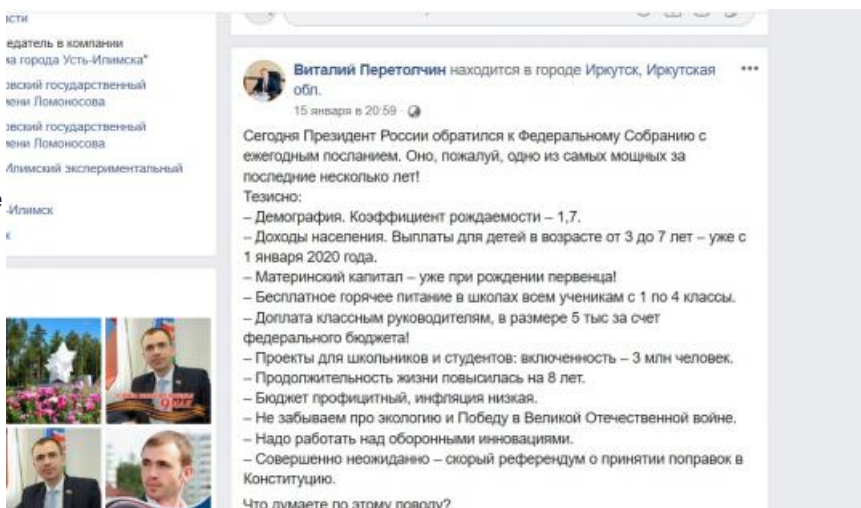 ости
едатель в компании
на города Усть-Илимска"
овский государственный
мени Ломоносова
овский государственный
мени Ломоносова
Илимский экспериментальный
-Илимск
к
Виталий Перетолчин находится в городе Иркутск, Иркутская
обл.
15 января в 20:59
Сегодня Президент России обратился к Федеральному Собранию с
ежегодным посланием. Оно, пожалуй, одно из самых мощных за
последние несколько лет!
Тезисно:
– Демография. Коэффициент рождаемости – 1,7.
– Доходы населения. Выплаты для детей в возрасте от 3 до 7 лет – уже с
1 января 2020 года.
– Материнский капитал – уже при рождении первенца!
– Бесплатное горячее питание в школах всем ученикам с 1 по 4 классы.
– Доплата классным руководителям, в размере 5 тыс за счет
федерального бюджета!
– Проекты для школьников и студентов: включенность – 3 млн человек.
– Продолжительность жизни повысилась на 8 лет.
– Бюджет профицитный, инфляция низкая.
– Не забываем про экологию и Победу в Великой Отечественной войне.
– Надо работать над оборонными инновациями.
– Совершенно неожиданно – скорый референдум о принятии поправок в
Конституцию.
Что думаете по этому поводу?